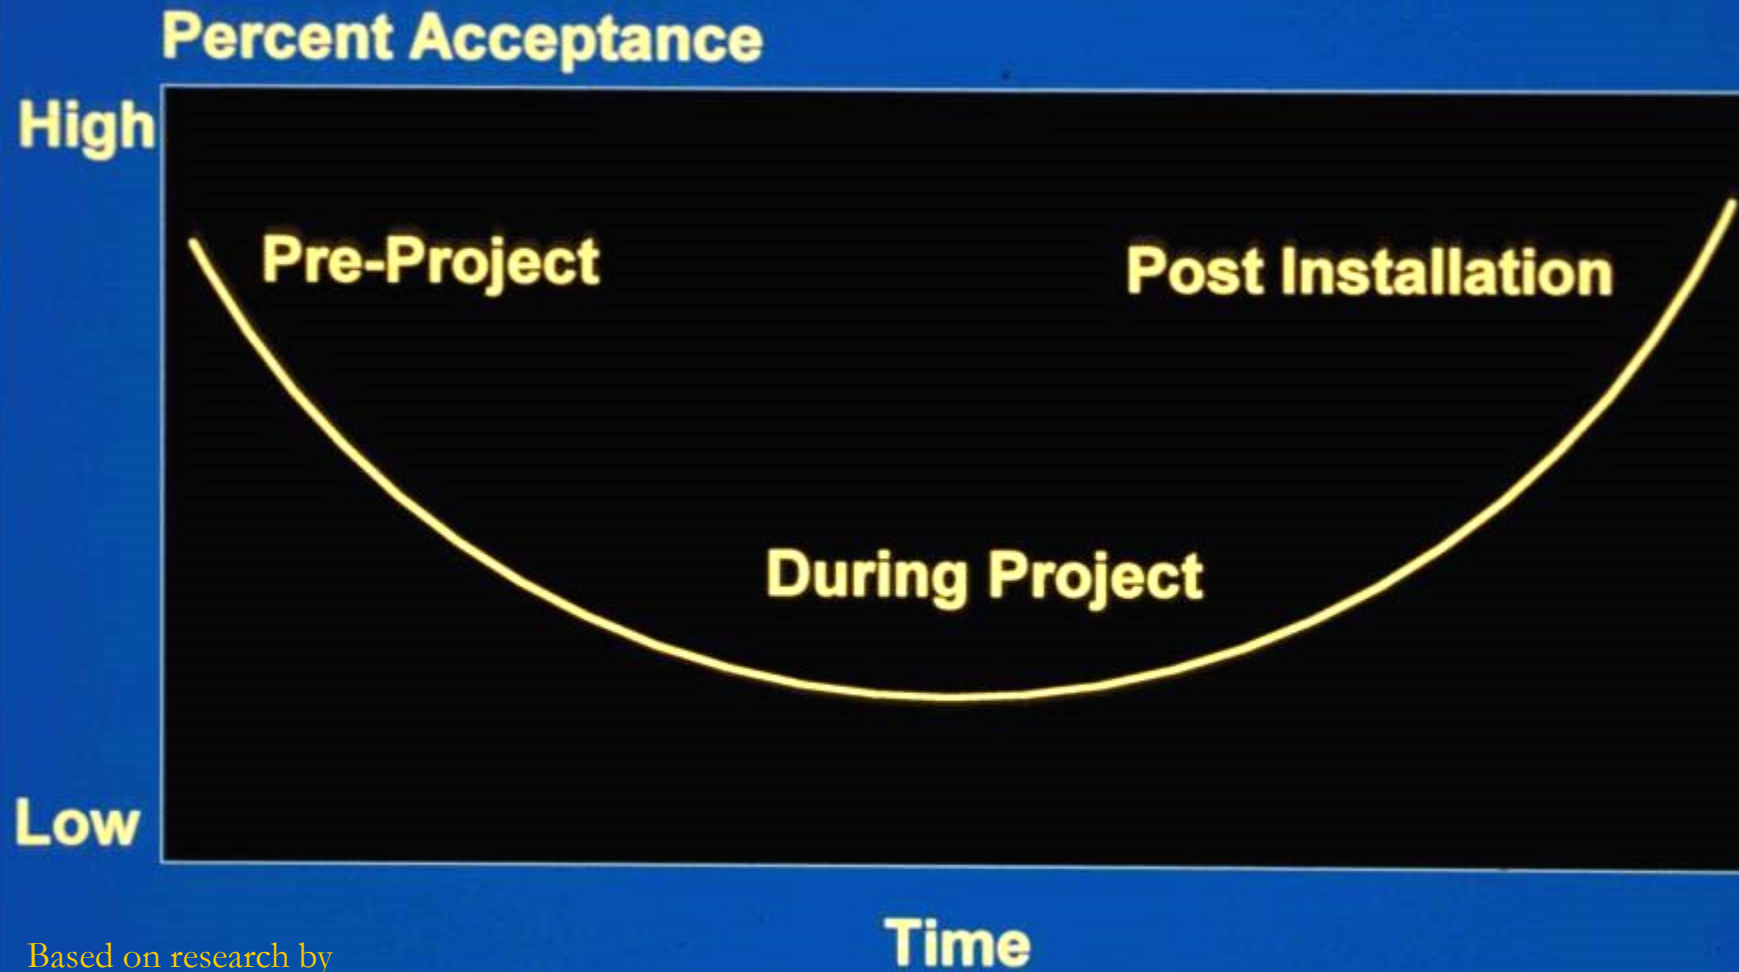 Percent Acceptance
High
Pre-Project
Post Installation
During Project
Low
Time
Based on research by